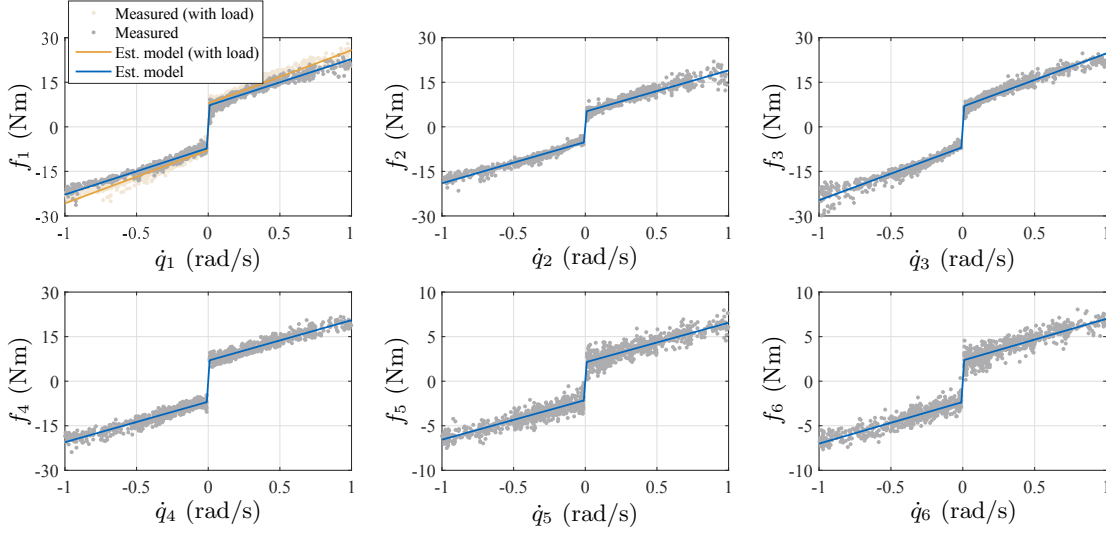 Measured (with load)
Measured
Est. model (with load)
Est. model
f₁ (Nm)
30
15
0
-15
-30
-1 -0.5 0 0.5 1
q̇₁ (rad/s)
f₂ (Nm)
30
15
0
-15
-30
-1 -0.5 0 0.5 1
q̇₂ (rad/s)
f₃ (Nm)
30
15
0
-15
-30
-1 -0.5 0 0.5 1
q̇₃ (rad/s)
f₄ (Nm)
30
15
0
-15
-30
-1 -0.5 0 0.5 1
q̇₄ (rad/s)
f₅ (Nm)
10
5
0
-5
-10
-1 -0.5 0 0.5 1
q̇₅ (rad/s)
f₆ (Nm)
10
5
0
-5
-10
-1 -0.5 0 0.5 1
q̇₆ (rad/s)